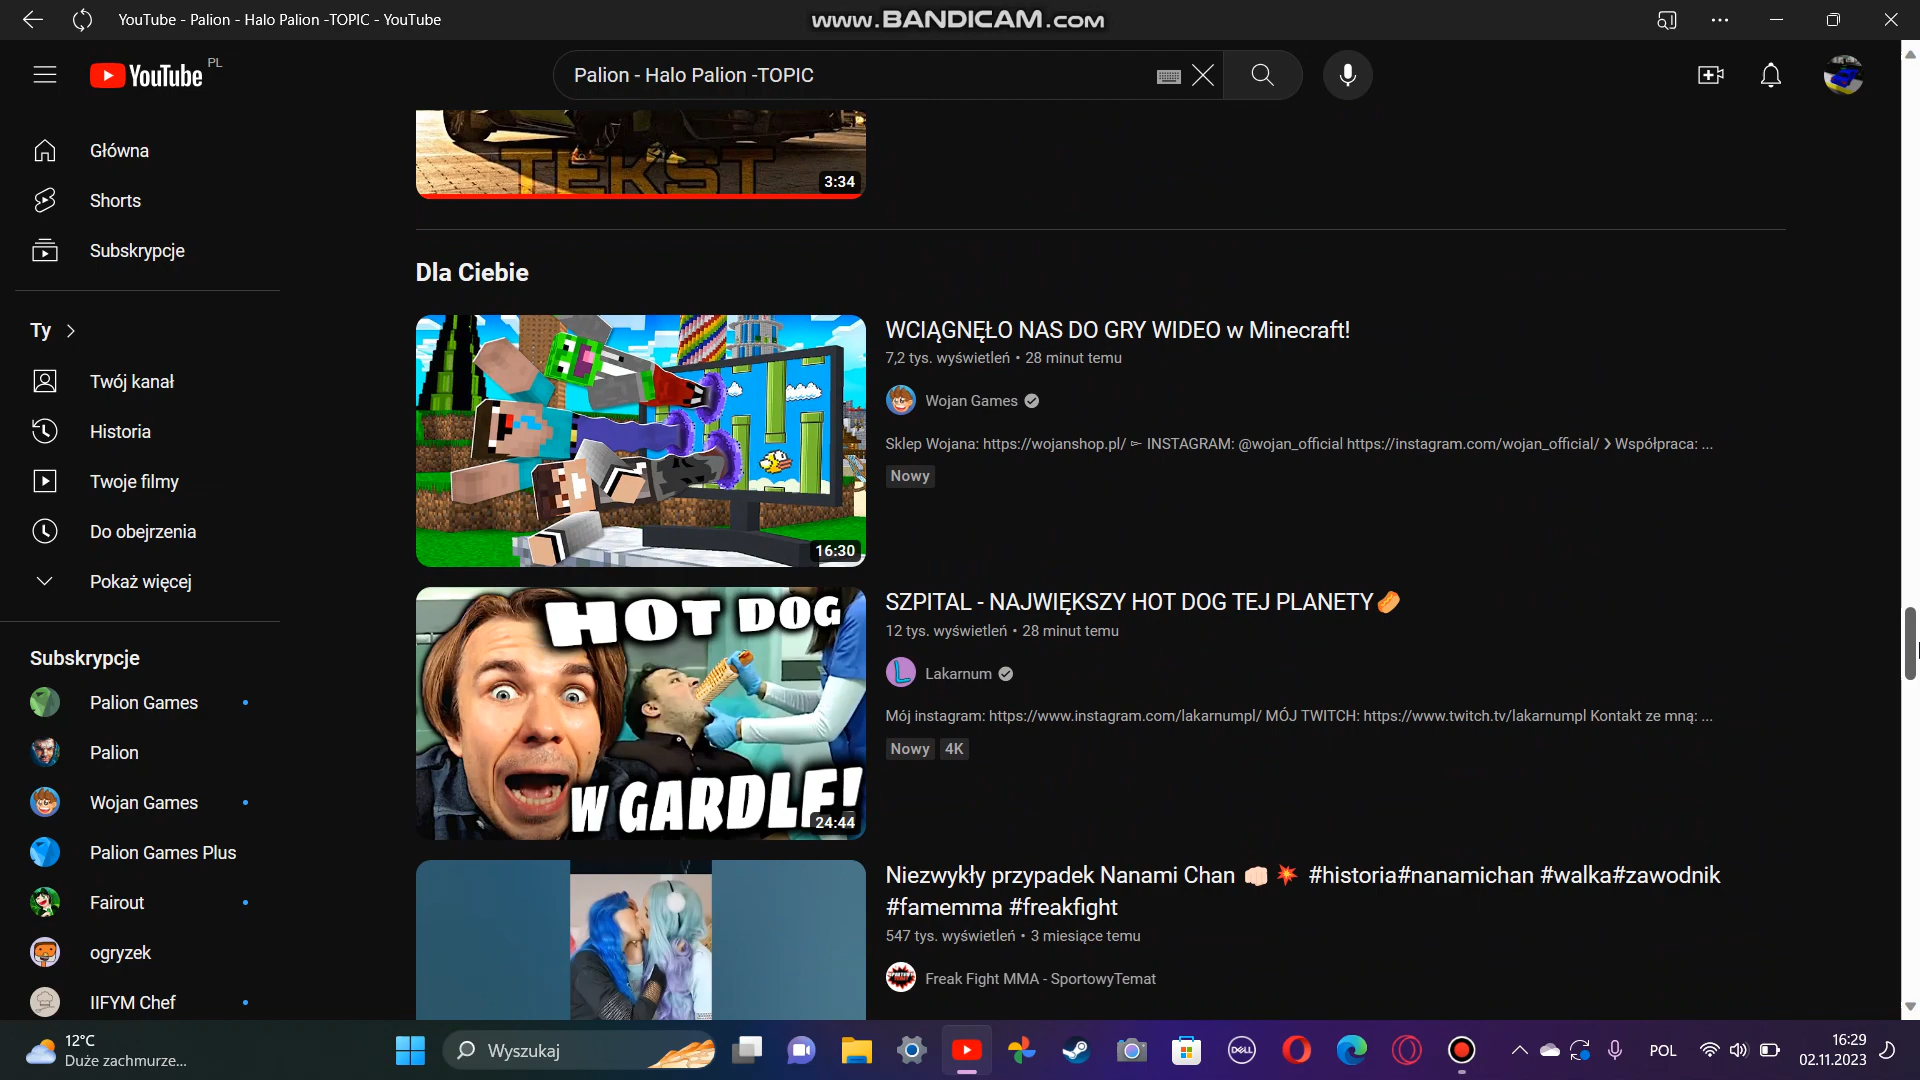 YouTube - Palion - Halo Palion -TOPIC - YouTube
www.BANDICAM.com
YouTube PL
Palion - Halo Palion -TOPIC
Główna
Shorts
Subskrypcje
Ty
Twój kanał
Historia
Twoje filmy
Do obejrzenia
Pokaż więcej
Subskrypcje
Palion Games
Palion
Wojan Games
Palion Games Plus
Fairout
ogryzek
IIFYM Chef
TEKST
3:34
Dla Ciebie
16:30
WCIĄGNĘŁO NAS DO GRY WIDEO w Minecraft!
7,2 tys. wyświetleń • 28 minut temu
Wojan Games
Sklep Wojana: https://wojanshop.pl/ ➣ INSTAGRAM: @wojan_official https://instagram.com/wojan_official/ ❯ Współpraca: ...
Nowy
HOT DOG
W GARDLE!
24:44
SZPITAL - NAJWIĘKSZY HOT DOG TEJ PLANETY🌭
12 tys. wyświetleń • 28 minut temu
L
Lakarnum
Mój instagram: https://www.instagram.com/lakarnumpl/ MÓJ TWITCH: https://www.twitch.tv/lakarnumpl Kontakt ze mną: ...
Nowy 4K
Niezwykły przypadek Nanami Chan 👊🏻 💥 #historia#nanamichan #walka#zawodnik
#famemma #freakfight
547 tys. wyświetleń • 3 miesiące temu
Freak Fight MMA - SportowyTemat
12°C
Duże zachmurze...
Wyszukaj
DELL
POL
16:29
02.11.2023